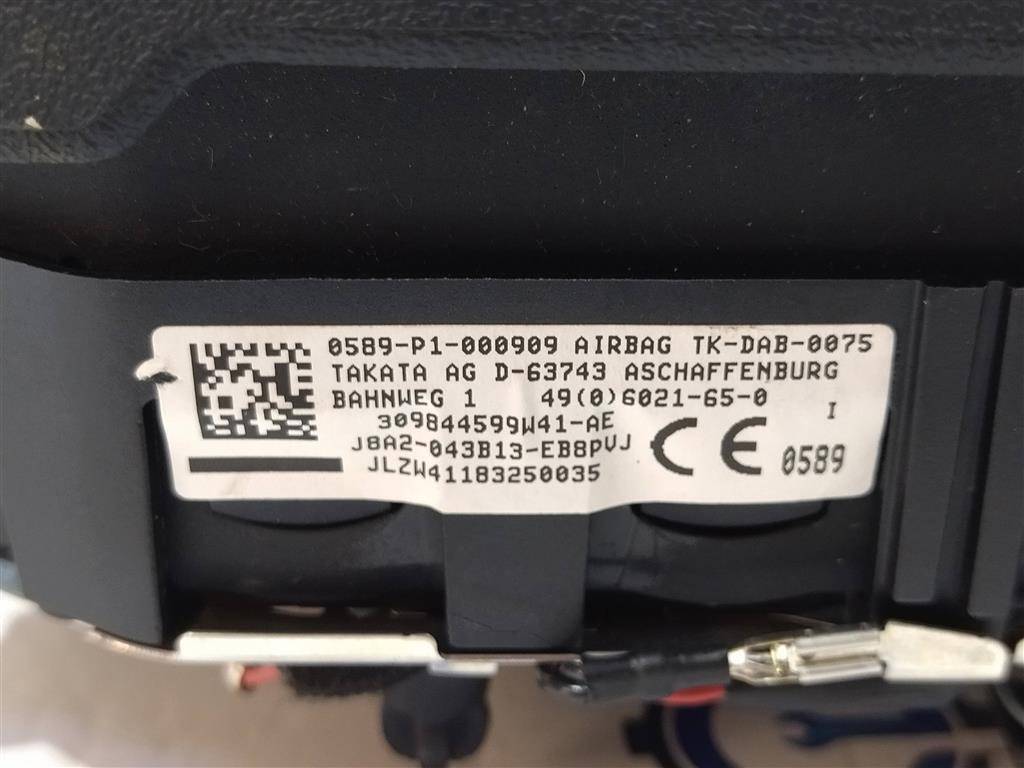 0589-P1-000909 AIRBAG TK-DAB-0075
TAKATA AG D-63743 ASCHAFFENBURG
BAHNWEG 1 49(0)6021-65-0
309844599W41-AE I
J8A2-043B13-EB8PVJ
JLZW41183250035
CE 0589